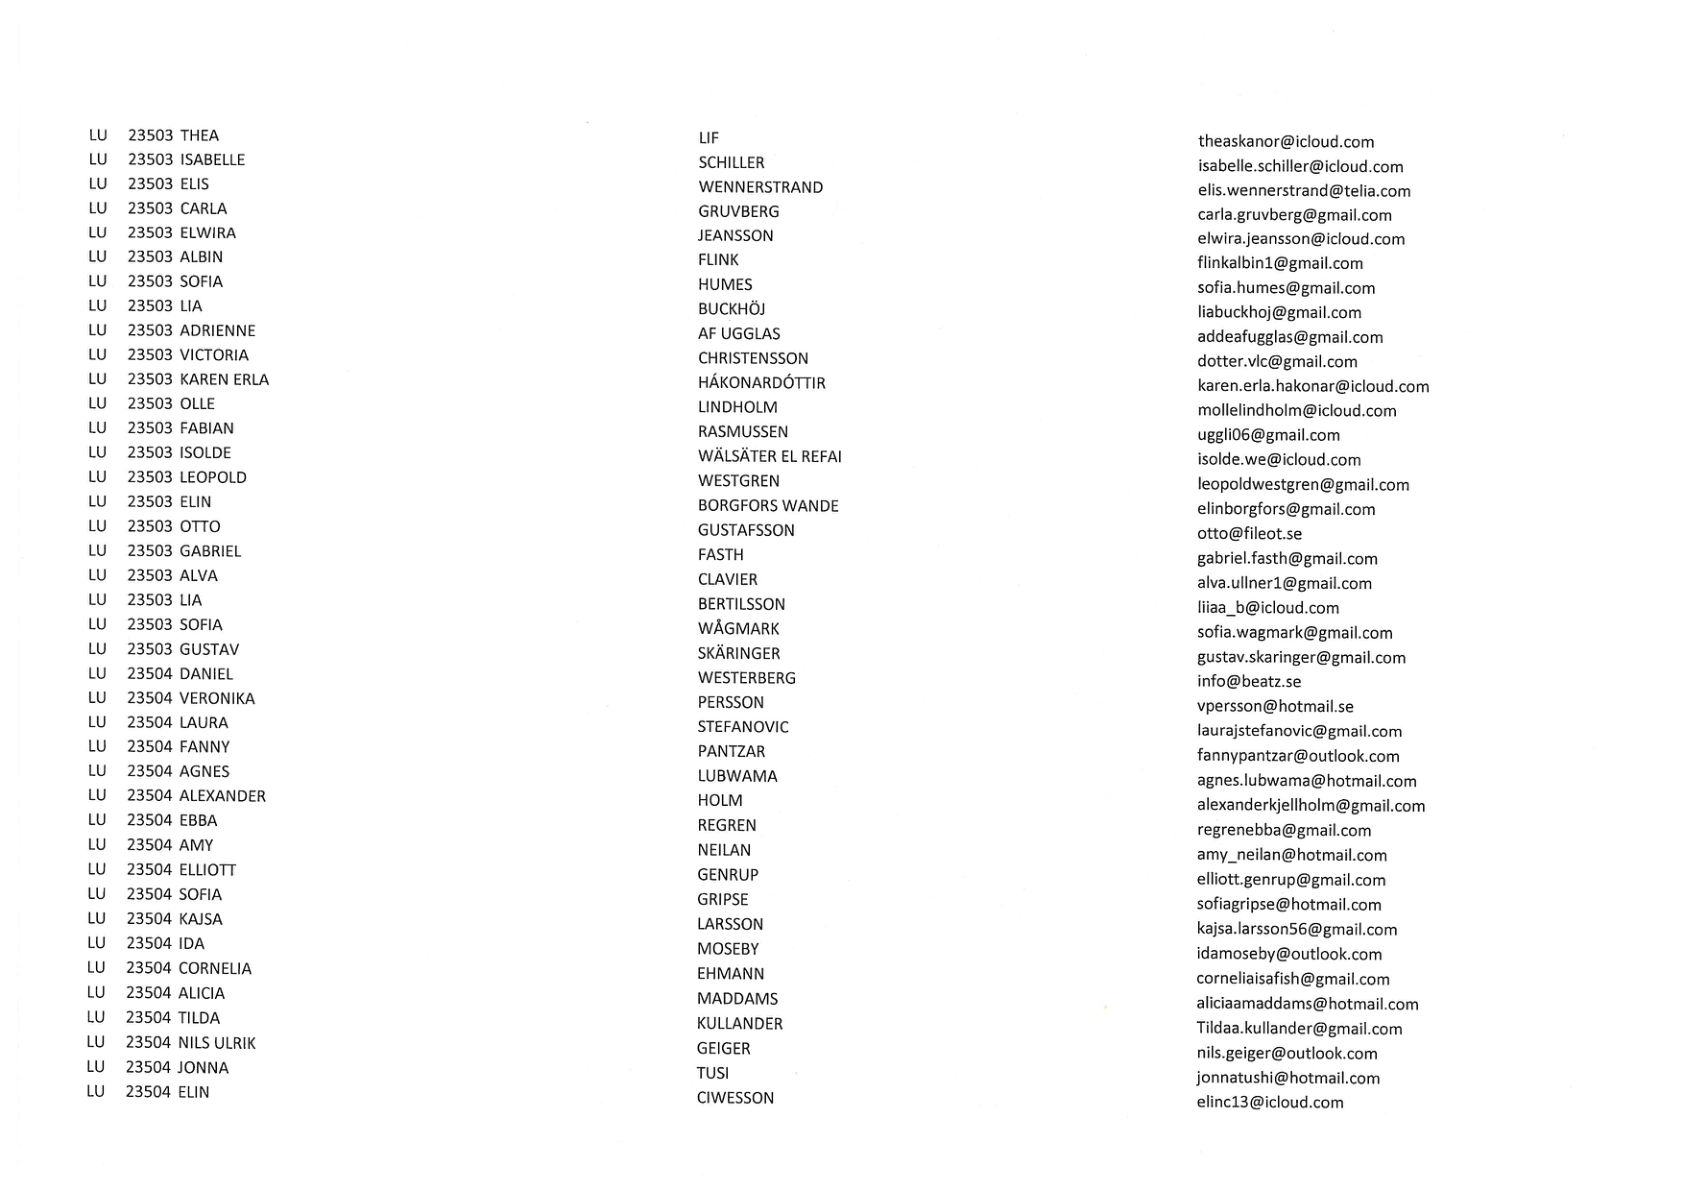 LU 23503 THEA LIF theaskanor@icloud.com
LU 23503 ISABELLE SCHILLER isabelle.schiller@icloud.com
LU 23503 ELIS WENNERSTRAND elis.wennerstrand@telia.com
LU 23503 CARLA GRUVBERG carla.gruvberg@gmail.com
LU 23503 ELWIRA JEANSSON elwira.jeansson@icloud.com
LU 23503 ALBIN FLINK flinkalbin1@gmail.com
LU 23503 SOFIA HUMES sofia.humes@gmail.com
LU 23503 LIA BUCKHÖJ liabuckhoj@gmail.com
LU 23503 ADRIENNE AF UGGLAS addeafugglas@gmail.com
LU 23503 VICTORIA CHRISTENSSON dotter.vlc@gmail.com
LU 23503 KAREN ERLA HÁKONARDÓTTIR karen.erla.hakonar@icloud.com
LU 23503 OLLE LINDHOLM mollelindholm@icloud.com
LU 23503 FABIAN RASMUSSEN uggli06@gmail.com
LU 23503 ISOLDE WÄLSÄTER EL REFAI isolde.we@icloud.com
LU 23503 LEOPOLD WESTGREN leopoldwestgren@gmail.com
LU 23503 ELIN BORGFORS WANDE elinborgfors@gmail.com
LU 23503 OTTO GUSTAFSSON otto@fileot.se
LU 23503 GABRIEL FASTH gabriel.fasth@gmail.com
LU 23503 ALVA CLAVIER alva.ullner1@gmail.com
LU 23503 LIA BERTILSSON liiaa_b@icloud.com
LU 23503 SOFIA WÅGMARK sofia.wagmark@gmail.com
LU 23503 GUSTAV SKÄRINGER gustav.skaringer@gmail.com
LU 23504 DANIEL WESTERBERG info@beatz.se
LU 23504 VERONIKA PERSSON vpersson@hotmail.se
LU 23504 LAURA STEFANOVIC laurajstefanovic@gmail.com
LU 23504 FANNY PANTZAR fannypantzar@outlook.com
LU 23504 AGNES LUBWAMA agnes.lubwama@hotmail.com
LU 23504 ALEXANDER HOLM alexanderkjellholm@gmail.com
LU 23504 EBBA REGREN regrenebba@gmail.com
LU 23504 AMY NEILAN amy_neilan@hotmail.com
LU 23504 ELLIOTT GENRUP elliott.genrup@gmail.com
LU 23504 SOFIA GRIPSE sofiagripse@hotmail.com
LU 23504 KAJSA LARSSON kajsa.larsson56@gmail.com
LU 23504 IDA MOSEBY idamoseby@outlook.com
LU 23504 CORNELIA EHMANN corneliaisafish@gmail.com
LU 23504 ALICIA MADDAMS aliciaamaddams@hotmail.com
LU 23504 TILDA KULLANDER Tildaa.kullander@gmail.com
LU 23504 NILS ULRIK GEIGER nils.geiger@outlook.com
LU 23504 JONNA TUSI jonnatushi@hotmail.com
LU 23504 ELIN CIWESSON elinc13@icloud.com